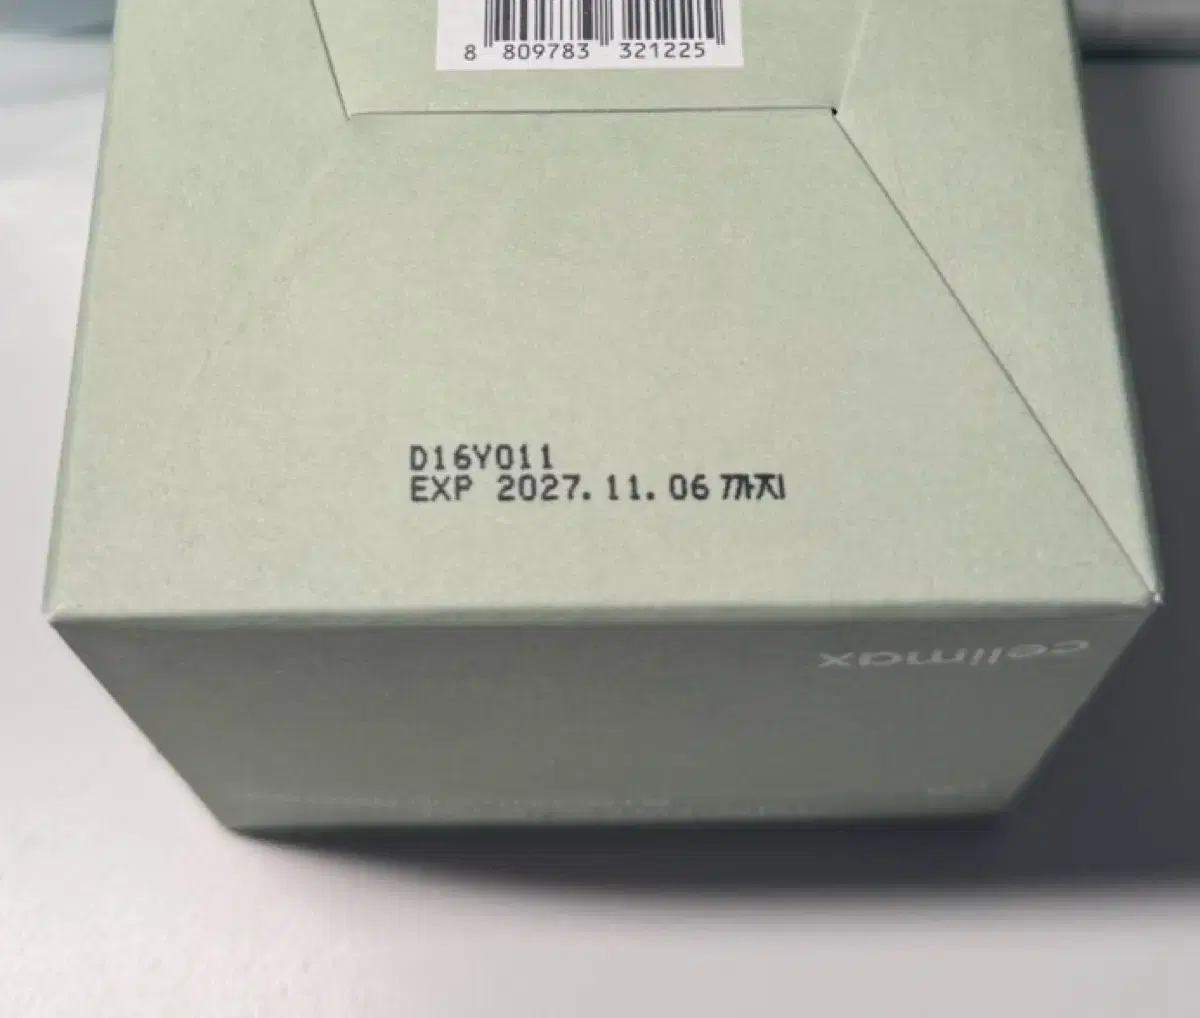 8 809783 321225
D16Y011
EXP 2027.11.06 까지
celimax